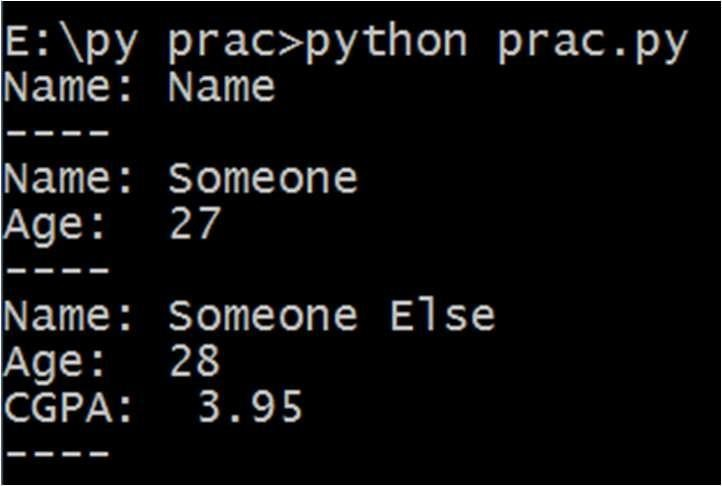 E:\py prac>python prac.py
Name: Name
----
Name: Someone
Age:  27
----
Name: Someone Else
Age:  28
CGPA:  3.95
----